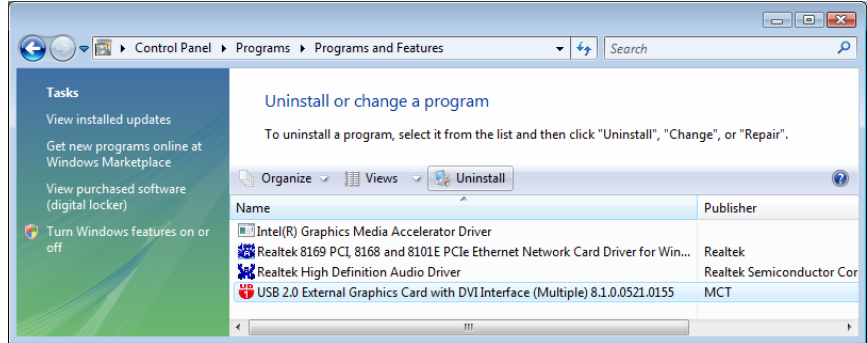 Control Panel Programs Programs and Features Search
Tasks
View installed updates
Get new programs online at
Windows Marketplace
View purchased software
(digital locker)
Turn Windows features on or
off
Uninstall or change a program
To uninstall a program, select it from the list and then click "Uninstall", "Change", or "Repair".
Organize Views Uninstall
Name Publisher
Intel(R) Graphics Media Accelerator Driver
Realtek 8169 PCI, 8168 and 8101E PCIe Ethernet Network Card Driver for Win... Realtek
Realtek High Definition Audio Driver Realtek Semiconductor Cor
USB 2.0 External Graphics Card with DVI Interface (Multiple) 8.1.0.0521.0155 MCT